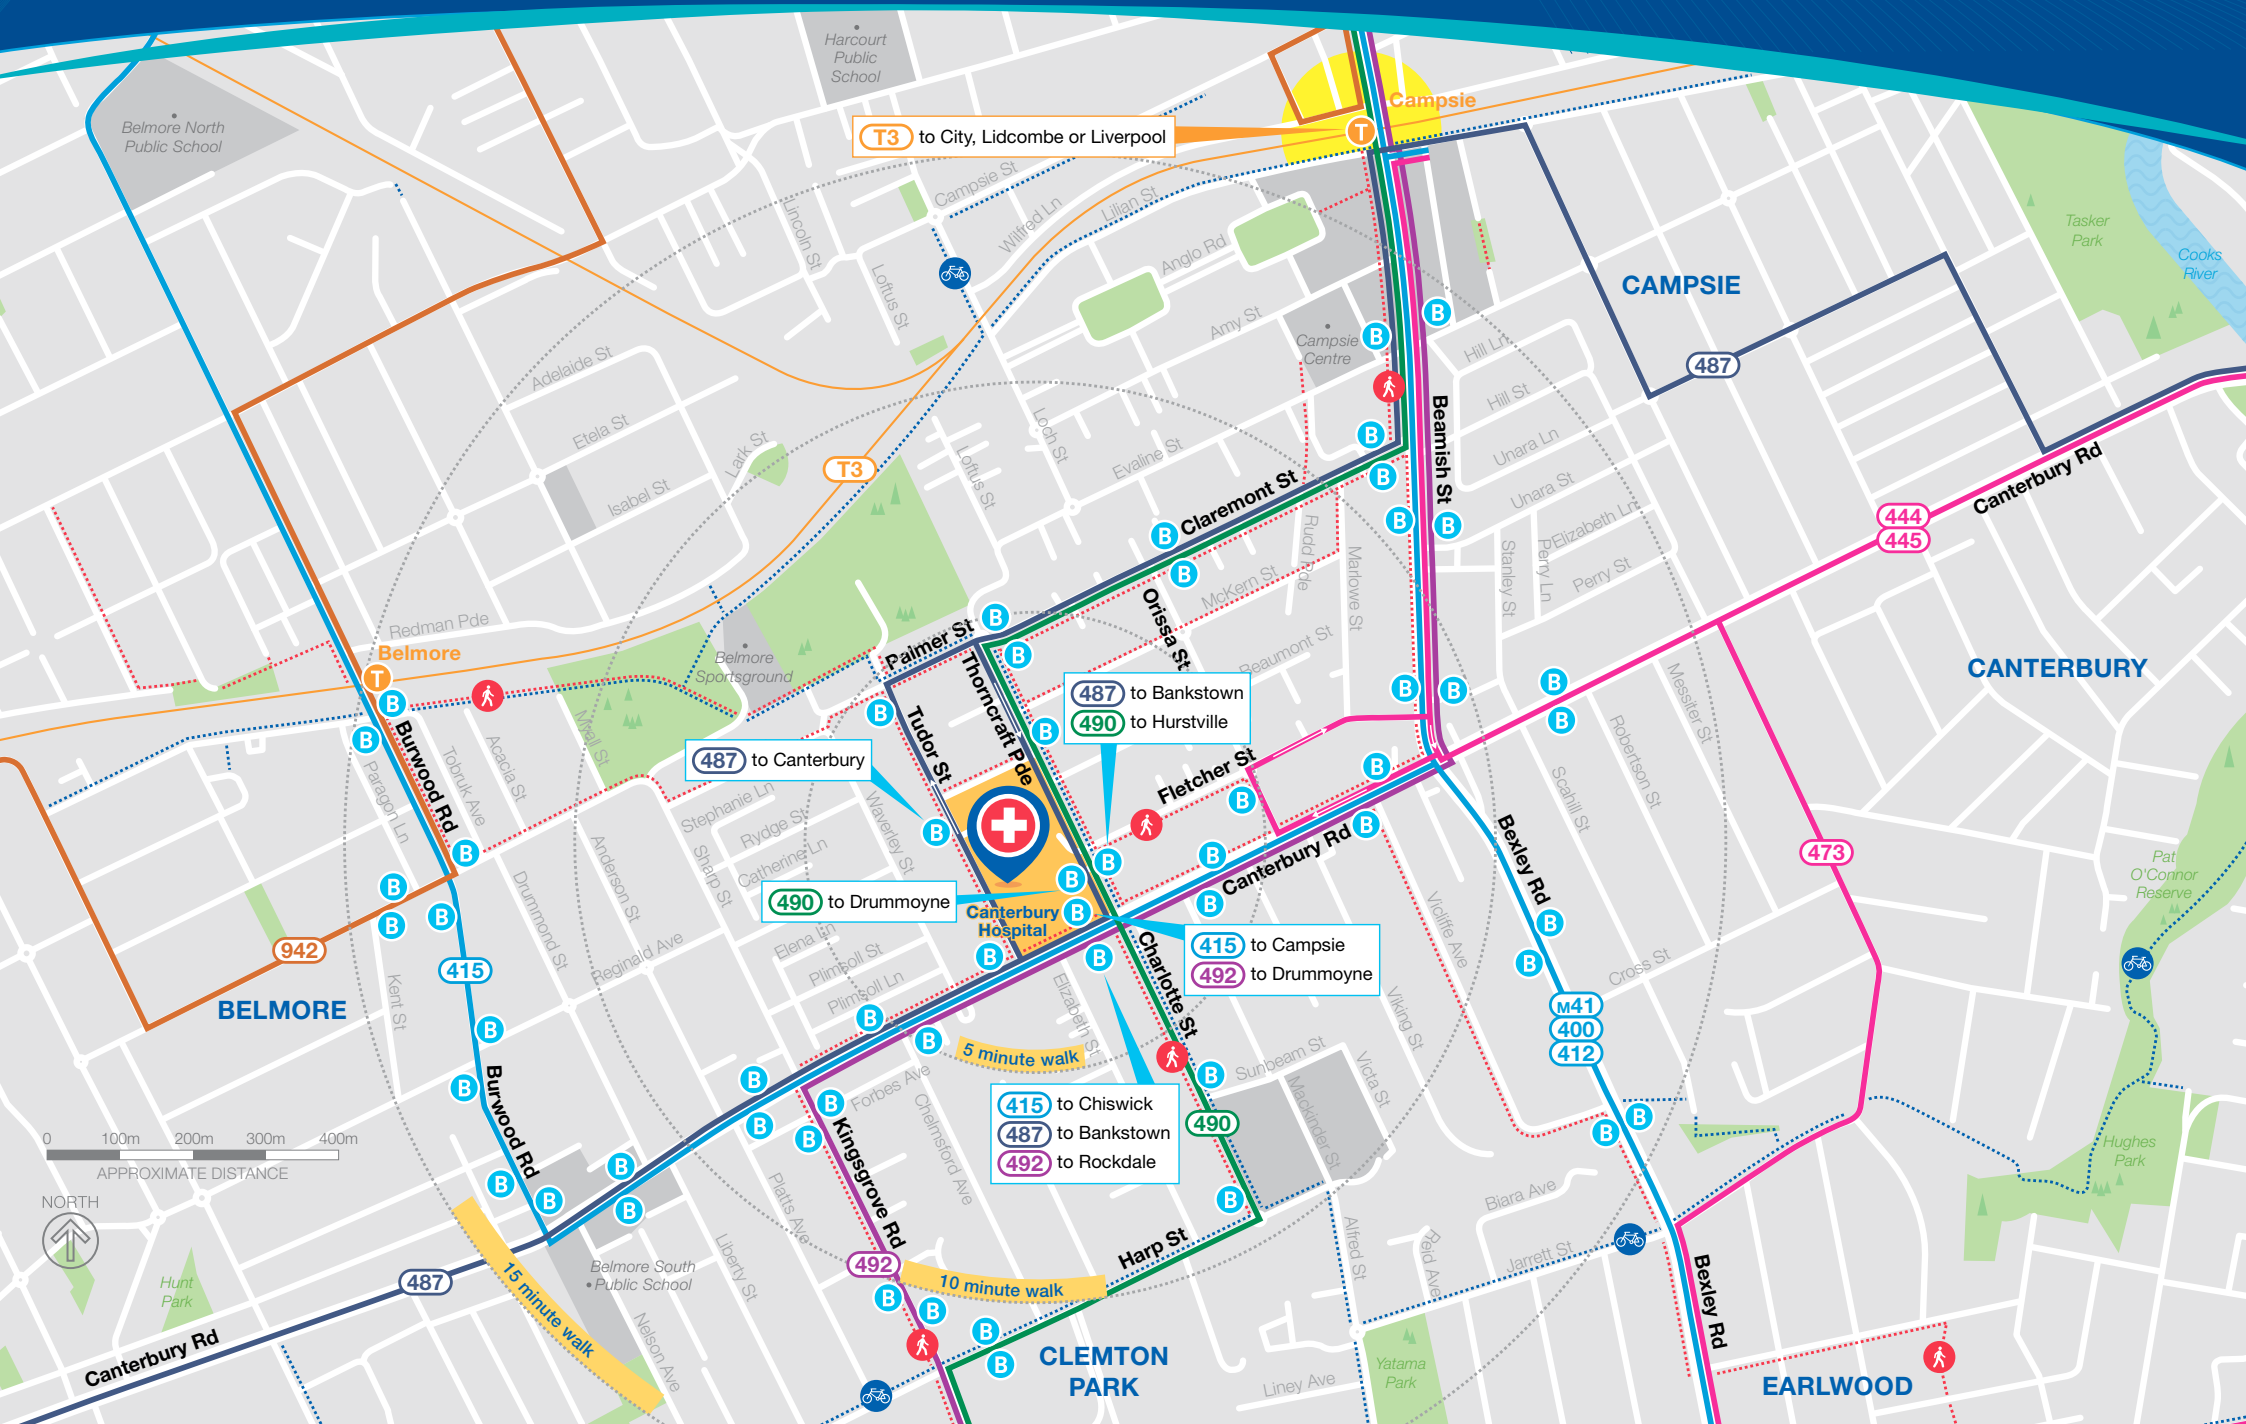 Harcourt
Public
School
Belmore North
Public School
Campsie
T
T3 to City, Lidcombe or Liverpool
Campsie St
Wilfred Ln
Lilian St
Lincoln St
Loftus St
Anglo Rd
Amy St
Tasker
Park
Cooks
River
CAMPSIE
Campsie
Centre
Hill Ln
Hill St
487
Adelaide St
Etela St
Lark St
Isabel St
T3
Loch St
Loftus St
Evaline St
Beamish St
Unara Ln
Unara St
Elizabeth Ln
Perry Ln
Perry St
Stanley St
Canterbury Rd
444
445
Claremont St
Rudd Pde
Marlowe St
McKern St
Orissa St
Beaumont St
Redman Pde
Belmore
T
Belmore
Sportsground
Palmer St
Thorncraft Pde
Tudor St
487 to Bankstown
490 to Hurstville
487 to Canterbury
CANTERBURY
Messiter St
Robertson St
Scahill St
Burwood Rd
Paragon Ln
Tobruk Ave
Acacia St
Stephanie Ln
Rydge St
Catherine Ln
Sharp St
Waverley St
Fletcher St
Canterbury Rd
Bexley Rd
473
Pat
O'Connor
Reserve
Drummond St
Anderson St
490 to Drummoyne
Canterbury
Hospital
942
415
BELMORE
Kent St
Reginald Ave
Elena Ln
Plimsoll St
Plimsoll Ln
415 to Campsie
492 to Drummoyne
Charlotte St
Elizabeth St
Vicliffe Ave
Viking St
Cross St
M41
400
412
5 minute walk
Sunbeam St
Mackinder St
Victa St
Forbes Ave
Chelmsford Ave
415 to Chiswick
487 to Bankstown
492 to Rockdale
490
Burwood Rd
0 100m 200m 300m 400m
APPROXIMATE DISTANCE
NORTH
Kingsgrove Rd
Platts Ave
Liberty St
Hughes
Park
Biara Ave
Jarrett St
Alfred St
Reid Ave
Harp St
492
10 minute walk
15 minute walk
Belmore South
Public School
Nelson Ave
Hunt
Park
487
Canterbury Rd
CLEMTON
PARK
Liney Ave
Yatama
Park
Bexley Rd
EARLWOOD